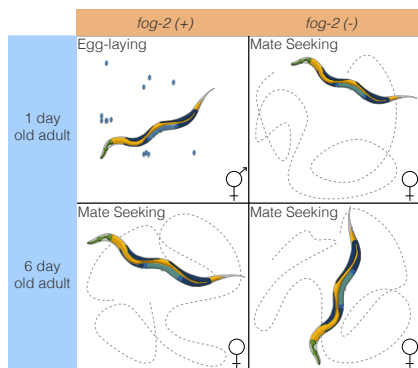 fog-2 (+)
fog-2 (-)
1 day
old adult
Egg-laying
Mate Seeking
6 day
old adult
Mate Seeking
Mate Seeking